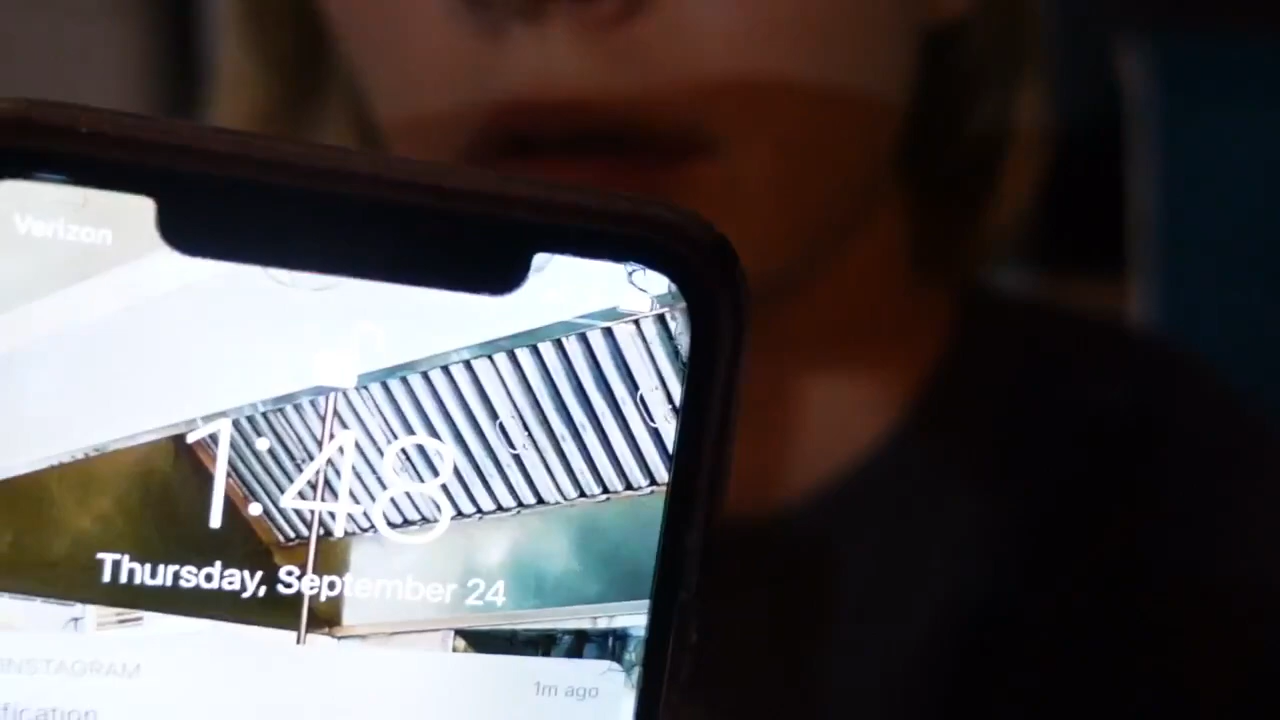 Verizon
1:48
Thursday, September 24
INSTAGRAM
1m ago
fication